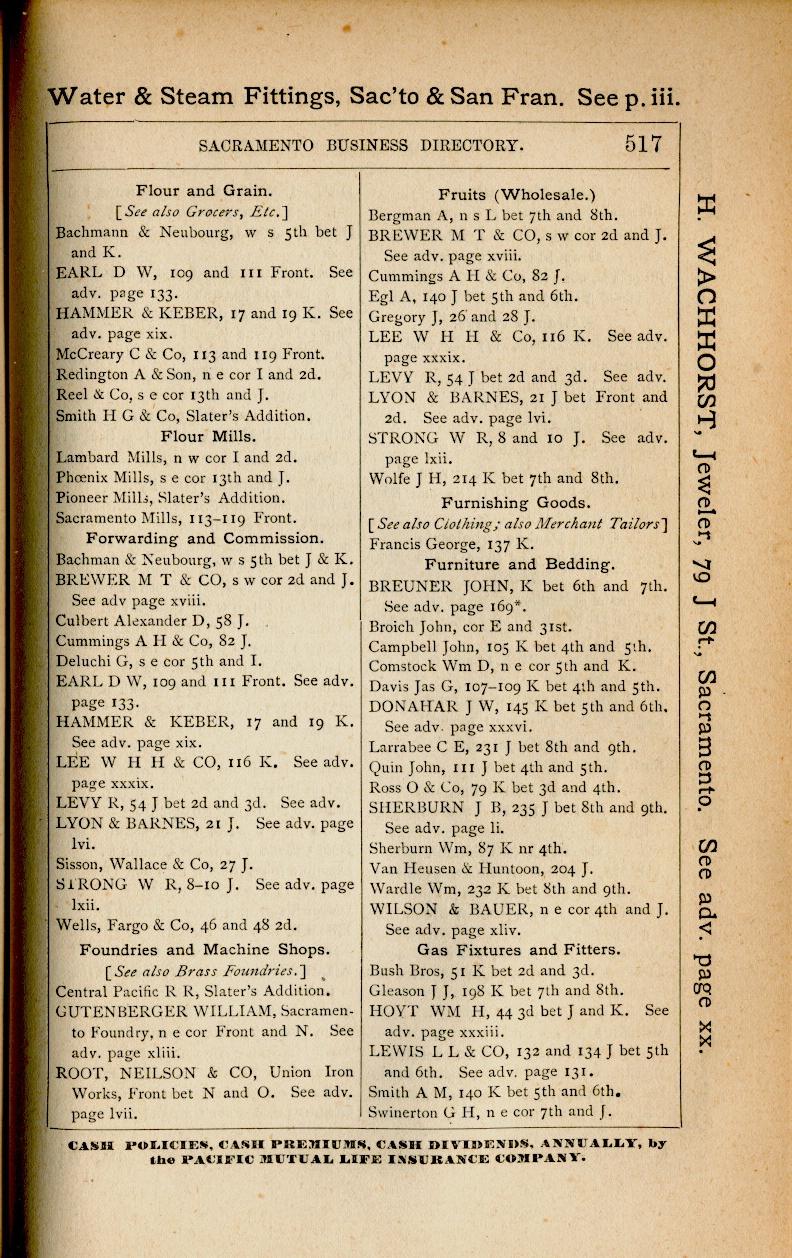 Water & Steam Fittings, Sac'to & San Fran. See p. iii.
SACRAMENTO BUSINESS DIRECTORY. 517
Flour and Grain.
[See also Grocers, Etc.]
Bachmann & Neubourg, w s 5th bet J
and K.
EARL D W, 109 and 111 Front. See
adv. page 133.
HAMMER & KEBER, 17 and 19 K. See
adv. page xix.
McCreary C & Co, 113 and 119 Front.
Redington A & Son, n e cor I and 2d.
Reel & Co, s e cor 13th and J.
Smith H G & Co, Slater's Addition.
Flour Mills.
Lambard Mills, n w cor I and 2d.
Phœnix Mills, s e cor 13th and J.
Pioneer Mills, Slater's Addition.
Sacramento Mills, 113-119 Front.
Forwarding and Commission.
Bachman & Neubourg, w s 5th bet J & K.
BREWER M T & CO, s w cor 2d and J.
See adv page xviii.
Culbert Alexander D, 58 J.
Cummings A H & Co, 82 J.
Deluchi G, s e cor 5th and I.
EARL D W, 109 and 111 Front. See adv.
page 133.
HAMMER & KEBER, 17 and 19 K.
See adv. page xix.
LEE W H H & CO, 116 K. See adv.
page xxxix.
LEVY R, 54 J bet 2d and 3d. See adv.
LYON & BARNES, 21 J. See adv. page
lvi.
Sisson, Wallace & Co, 27 J.
STRONG W R, 8-10 J. See adv. page
lxii.
Wells, Fargo & Co, 46 and 48 2d.
Foundries and Machine Shops.
[See also Brass Foundries.]
Central Pacific R R, Slater's Addition.
GUTENBERGER WILLIAM, Sacramen-
to Foundry, n e cor Front and N. See
adv. page xliii.
ROOT, NEILSON & CO, Union Iron
Works, Front bet N and O. See adv.
page lvii.
Fruits (Wholesale.)
Bergman A, n s L bet 7th and 8th.
BREWER M T & CO, s w cor 2d and J.
See adv. page xviii.
Cummings A H & Co, 82 J.
Egl A, 140 J bet 5th and 6th.
Gregory J, 26 and 28 J.
LEE W H H & Co, 116 K. See adv.
page xxxix.
LEVY R, 54 J bet 2d and 3d. See adv.
LYON & BARNES, 21 J bet Front and
2d. See adv. page lvi.
STRONG W R, 8 and 10 J. See adv.
page lxii.
Wolfe J H, 214 K bet 7th and 8th.
Furnishing Goods.
[See also Clothing; also Merchant Tailors]
Francis George, 137 K.
Furniture and Bedding.
BREUNER JOHN, K bet 6th and 7th.
See adv. page 169*.
Broich John, cor E and 31st.
Campbell John, 105 K bet 4th and 5th.
Comstock Wm D, n e cor 5th and K.
Davis Jas G, 107-109 K bet 4th and 5th.
DONAHAR J W, 145 K bet 5th and 6th.
See adv. page xxxvi.
Larrabee C E, 231 J bet 8th and 9th.
Quin John, 111 J bet 4th and 5th.
Ross O & Co, 79 K bet 3d and 4th.
SHERBURN J B, 235 J bet 8th and 9th.
See adv. page li.
Sherburn Wm, 87 K nr 4th.
Van Heusen & Huntoon, 204 J.
Wardle Wm, 232 K bet 8th and 9th.
WILSON & BAUER, n e cor 4th and J.
See adv. page xliv.
Gas Fixtures and Fitters.
Bush Bros, 51 K bet 2d and 3d.
Gleason J J, 198 K bet 7th and 8th.
HOYT WM H, 44 3d bet J and K. See
adv. page xxxiii.
LEWIS L L & CO, 132 and 134 J bet 5th
and 6th. See adv. page 131.
Smith A M, 140 K bet 5th and 6th.
Swinerton G H, n e cor 7th and J.
H. WACHHORST, Jeweler, 79 J St., Sacramento. See adv. page xx.
CASH POLICIES, CASH PREMIUMS, CASH DIVIDENDS, ANNUALLY, by
the PACIFIC MUTUAL LIFE INSURANCE COMPANY.